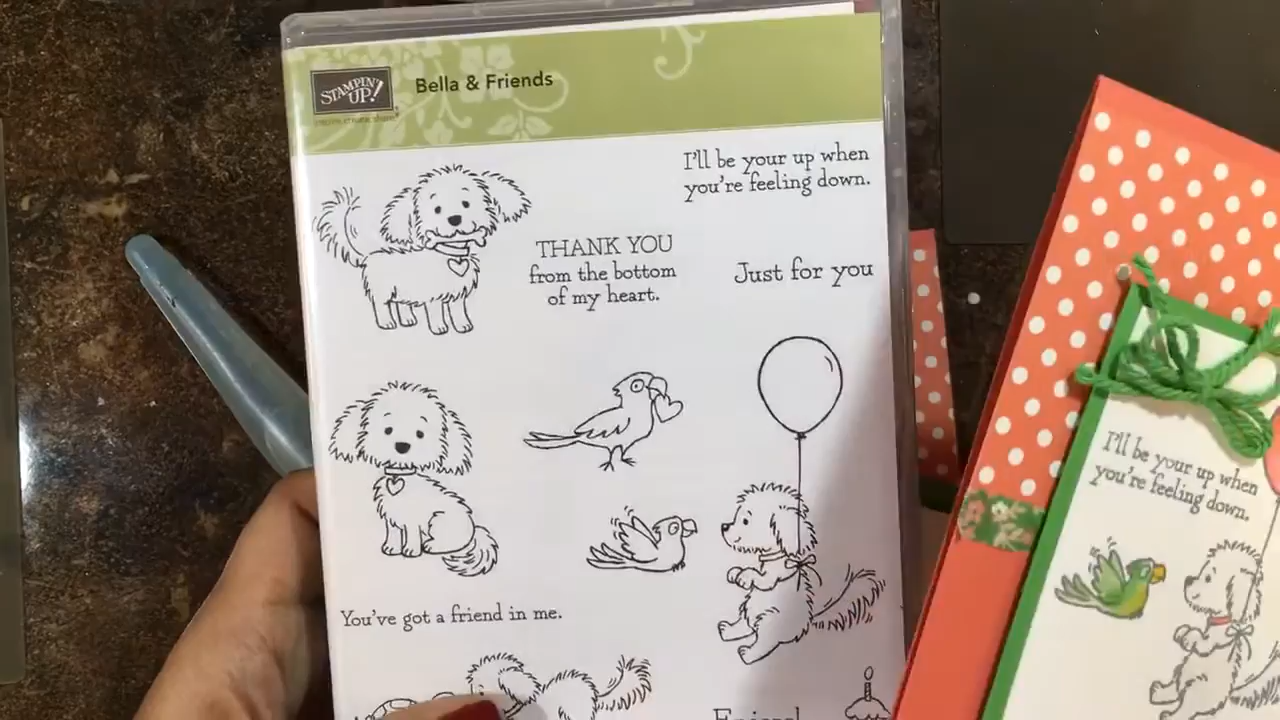 STAMPIN' UP!
Bella & Friends
I'll be your up when
you're feeling down.
THANK YOU
from the bottom
of my heart.
Just for you
You've got a friend in me.
I'll be your up when
you're feeling down.